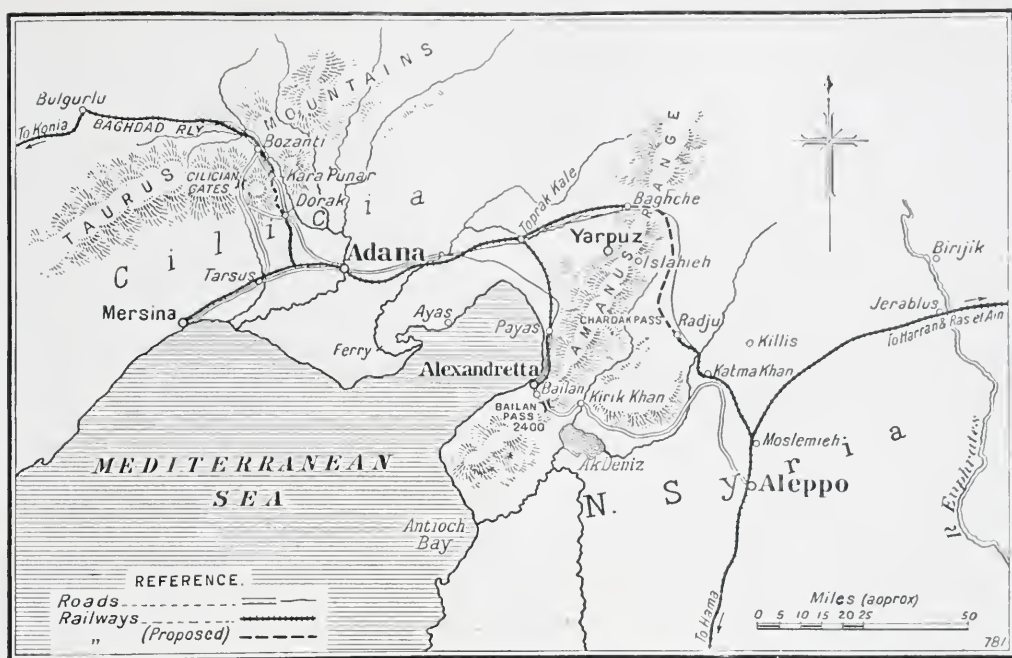 MOUNTAINS
Bulgurlu
To Konia
BAGHDAD RLY
Bozanti
TAURUS
CILICIAN
GATES
Kara Punar
Dorak
Cilicia
Toprak Kale
Baghche
AMANUS RANGE
Yarpuz
Islahieh
Birijik
Adana
Tarsus
Mersina
Ayas
Payas
CHARDAK PASS
Radju
Jerablus
To Harran & Ras el Ain
Killis
Ferry
Alexandretta
Katma Khan
Bailan
BAILAN
PASS
2400
Kirik Khan
Moslemieh
Ak Deniz
MEDITERRANEAN
SEA
N. Syria
Aleppo
R Euphrates
Antioch
Bay
To Hama
REFERENCE.
Roads
Railways
„ (Proposed)
Miles (approx)
0 5 10 15 20 25 50
781